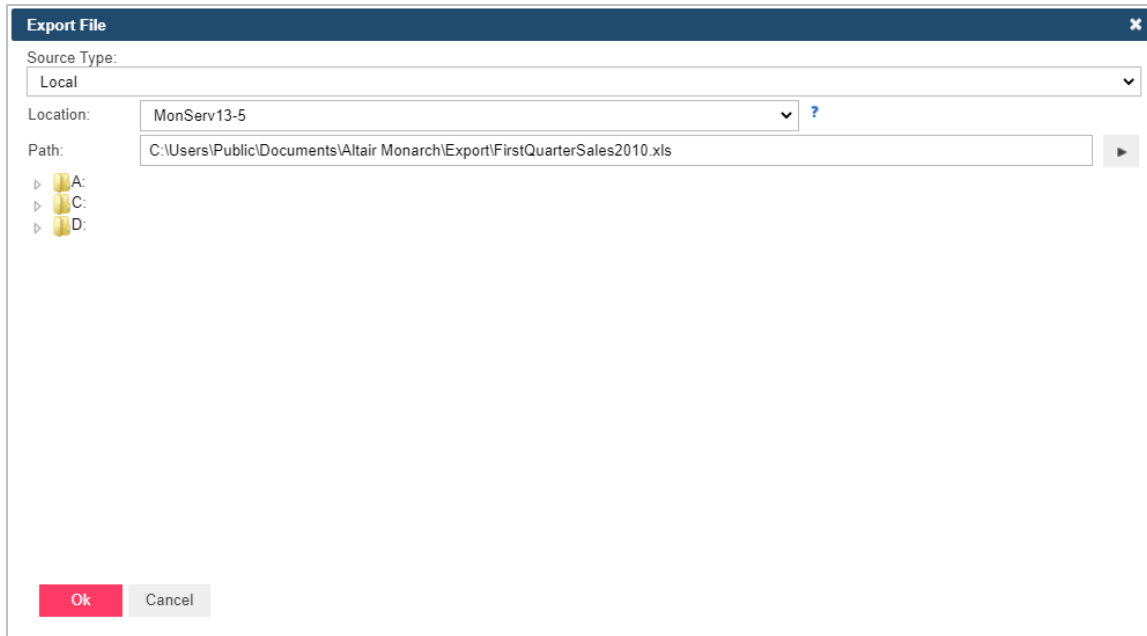 Export File
Source Type:
Local
Location: MonServ13-5 ?
Path: C:\Users\Public\Documents\Altair Monarch\Export\FirstQuarterSales2010.xls
A:
C:
D:
Ok Cancel